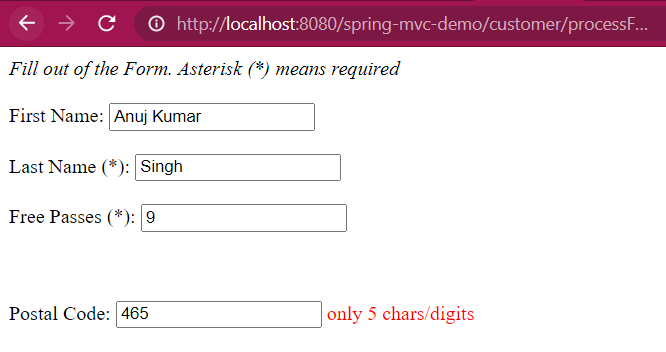 http://localhost:8080/spring-mvc-demo/customer/processF...
Fill out of the Form. Asterisk (*) means required
First Name: Anuj Kumar
Last Name (*): Singh
Free Passes (*): 9
Postal Code: 465 only 5 chars/digits